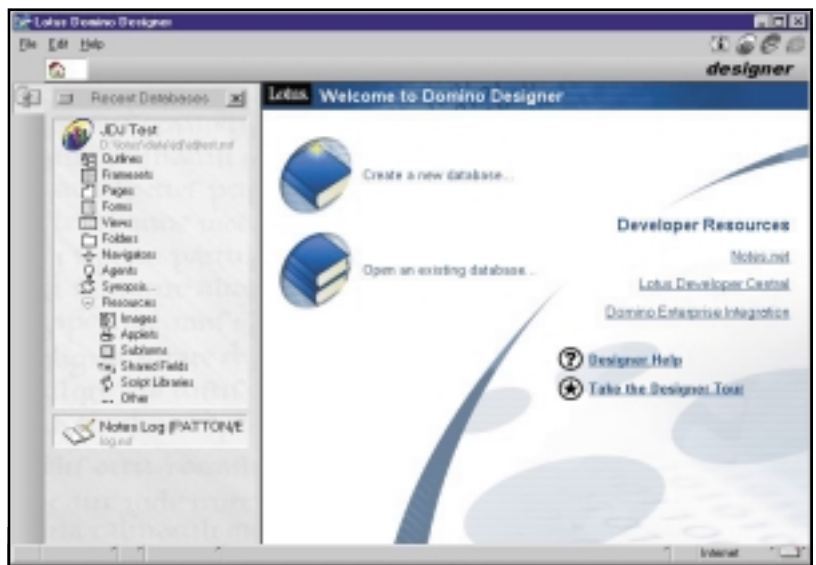 Lotus Domino Designer
File Edit Help
designer
Recent Databases
Lotus Welcome to Domino Designer
JDJ Test
Outlines
Framesets
Pages
Forms
Views
Folders
Navigators
Agents
Synopsis...
Resources
Images
Applets
Subforms
Shared Fields
Script Libraries
Other
Notes Log (PATTON/E
log.nsf
Create a new database...
Open an existing database...
Developer Resources
Notes.net
Lotus Developer Central
Domino Enterprise Integration
Designer Help
Take the Designer Tour
Internet